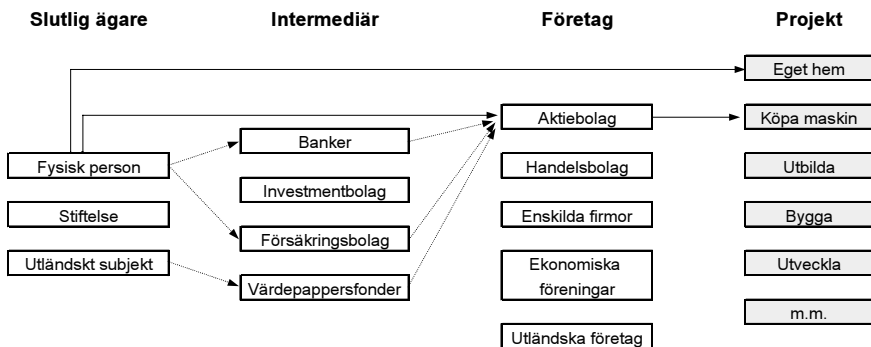 Slutlig ägare
Intermediär
Företag
Projekt
Eget hem
Aktiebolag
Köpa maskin
Banker
Fysisk person
Handelsbolag
Utbilda
Investmentbolag
Stiftelse
Enskilda firmor
Bygga
Försäkringsbolag
Utländskt subjekt
Ekonomiska
föreningar
Utveckla
Värdepappersfonder
m.m.
Utländska företag